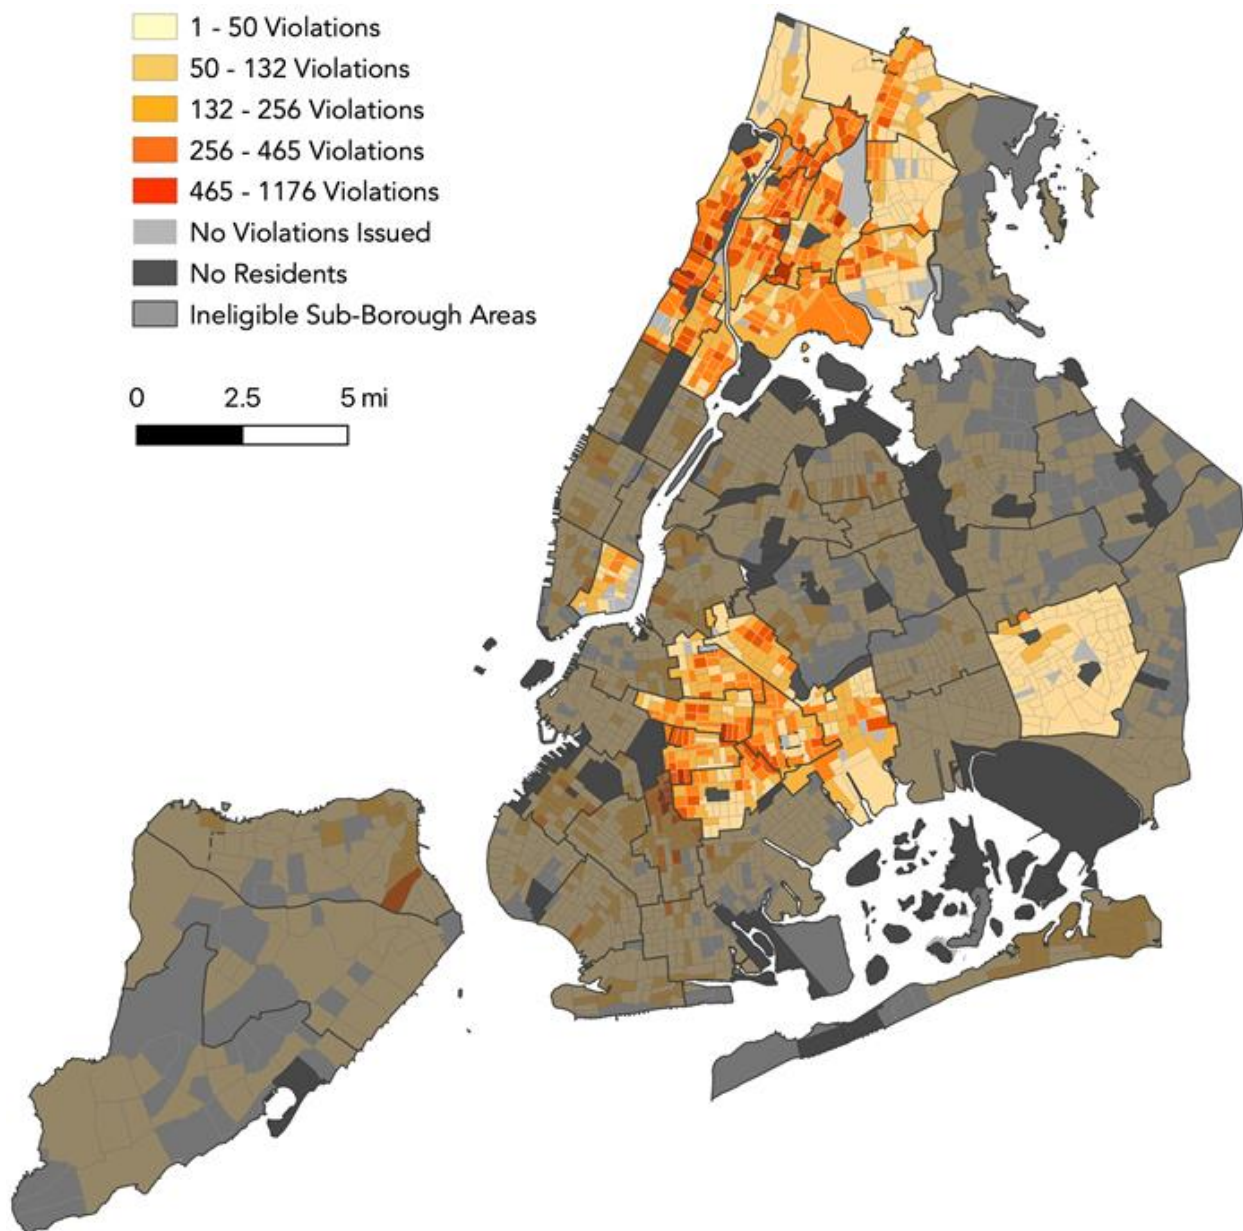 1 - 50 Violations
50 - 132 Violations
132 - 256 Violations
256 - 465 Violations
465 - 1176 Violations
No Violations Issued
No Residents
Ineligible Sub-Borough Areas
0 2.5 5 mi